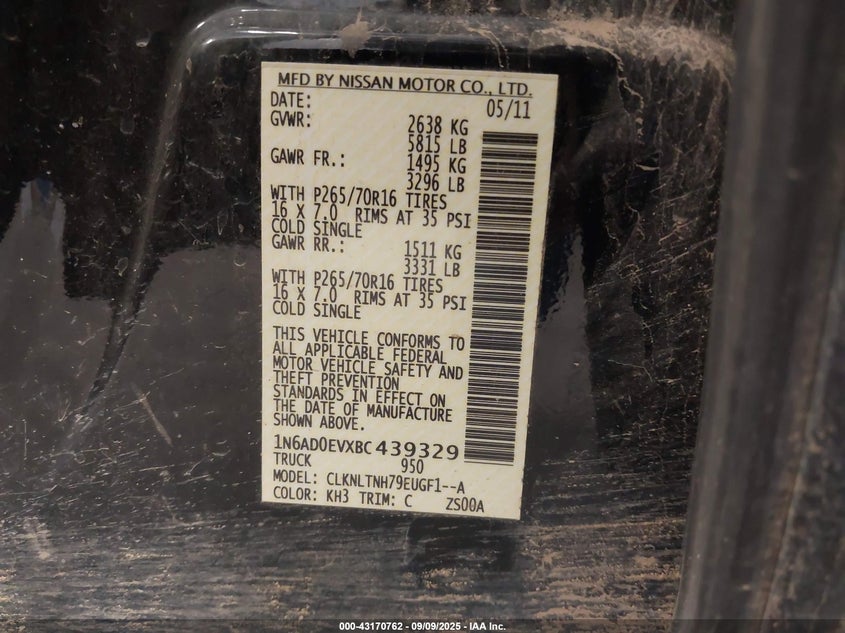 MFD BY NISSAN MOTOR CO., LTD.
DATE: 05/11
GVWR: 2638 KG
5815 LB
GAWR FR.: 1495 KG
3296 LB
WITH P265/70R16 TIRES
16 X 7.0 RIMS AT 35 PSI
COLD SINGLE
GAWR RR.: 1511 KG
3331 LB
WITH P265/70R16 TIRES
16 X 7.0 RIMS AT 35 PSI
COLD SINGLE
THIS VEHICLE CONFORMS TO
ALL APPLICABLE FEDERAL
MOTOR VEHICLE SAFETY AND
THEFT PREVENTION
STANDARDS IN EFFECT ON
THE DATE OF MANUFACTURE
SHOWN ABOVE.
1N6AD0EVXBC439329
TRUCK 950
MODEL: CLKNLTNH79EUGF1--A
COLOR: KH3 TRIM: C ZS00A
000-43170762 - 09/09/2025 - IAA Inc.